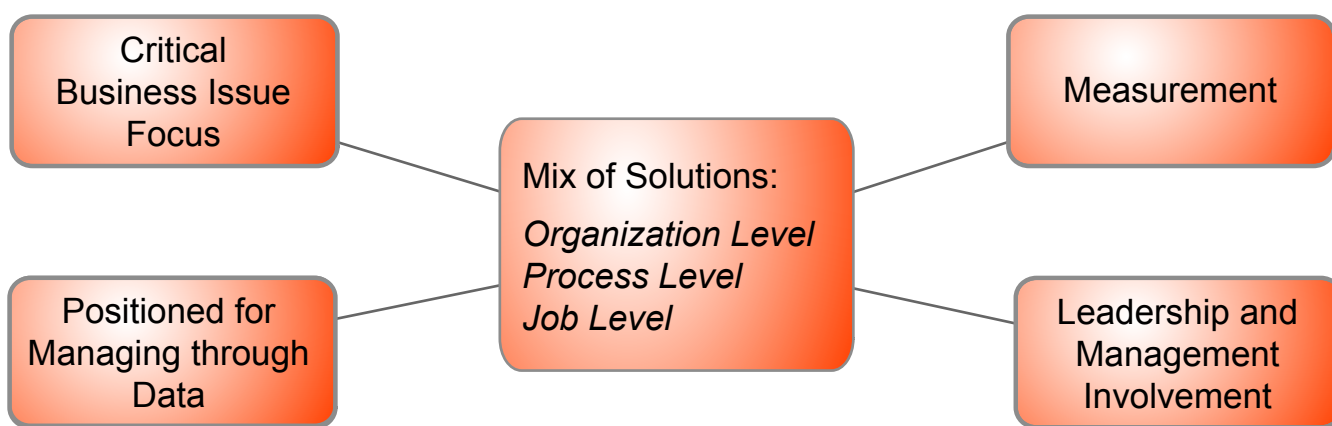 Critical
Business Issue
Focus
Measurement
Mix of Solutions:
Organization Level
Process Level
Job Level
Positioned for
Managing through
Data
Leadership and
Management
Involvement